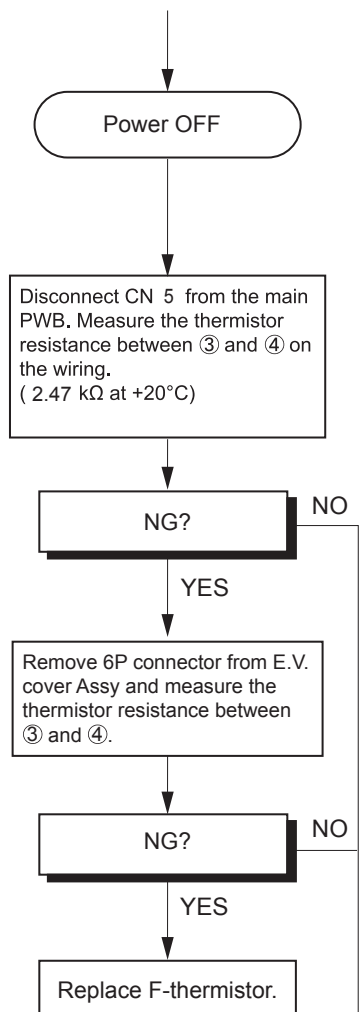 Power OFF
Disconnect CN 5 from the main
PWB. Measure the thermistor
resistance between ③ and ④ on
the wiring.
( 2.47 kΩ at +20°C)
NG?
NO
YES
Remove 6P connector from E.V.
cover Assy and measure the
thermistor resistance between
③ and ④.
NG?
NO
YES
Replace F-thermistor.